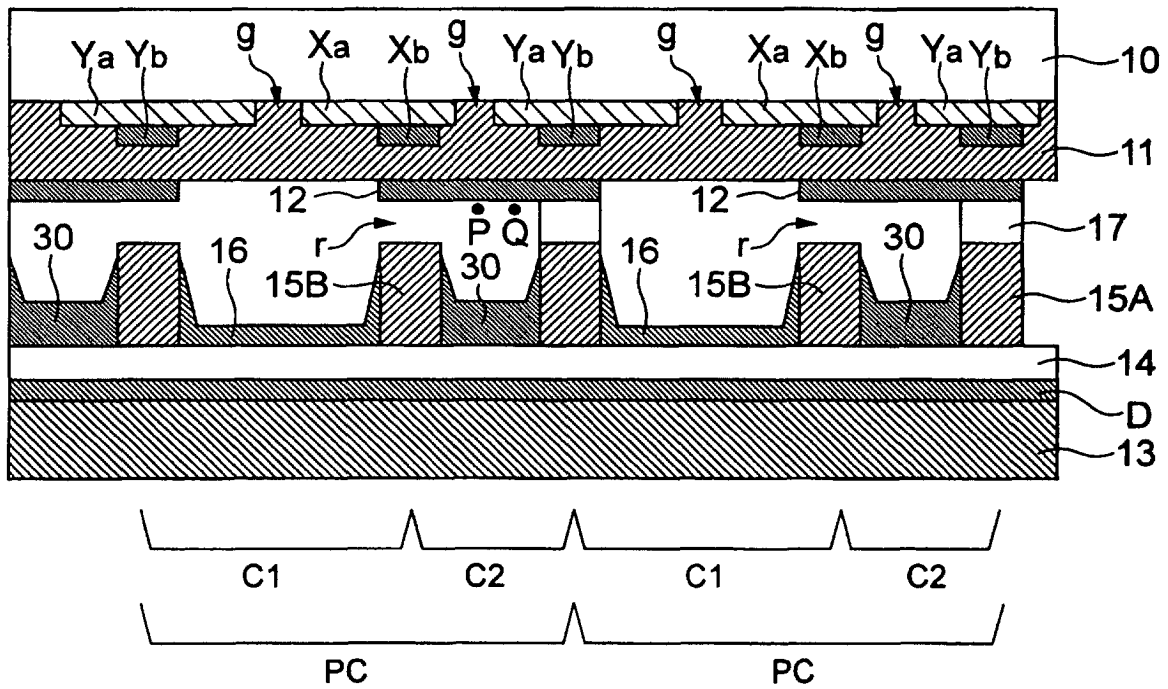 g g g g
Ya Yb Xa Xb Ya Yb Xa Xb Ya Yb 10
11
12 12
P Q 17
30 r 16 15B 30 r 16 15B 30 15A
14
D
13
C1 C2 C1 C2
PC PC